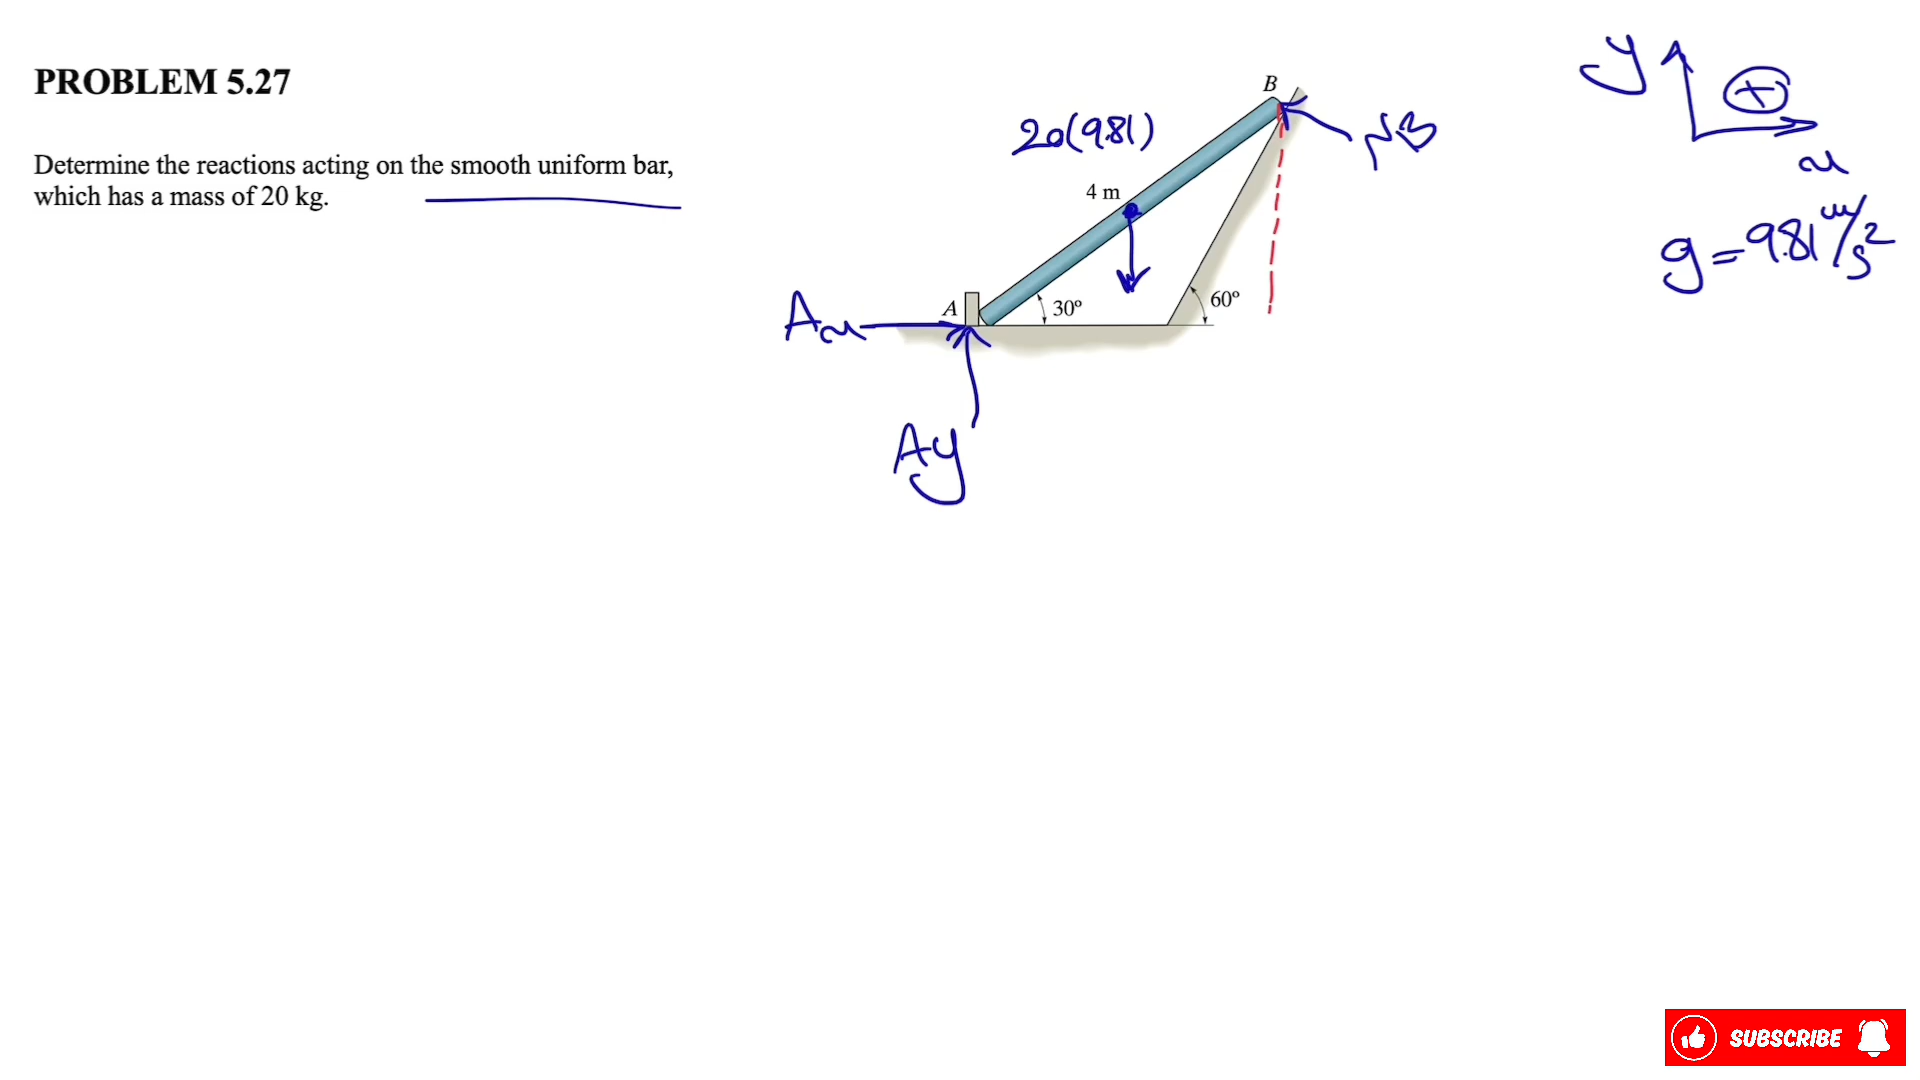 PROBLEM 5.27
Determine the reactions acting on the smooth uniform bar,
which has a mass of 20 kg.
B
20(9.81)
NB
4 m
A
30°
60°
Ax
Ay
y
+
x
g=9.81 m/s²
SUBSCRIBE